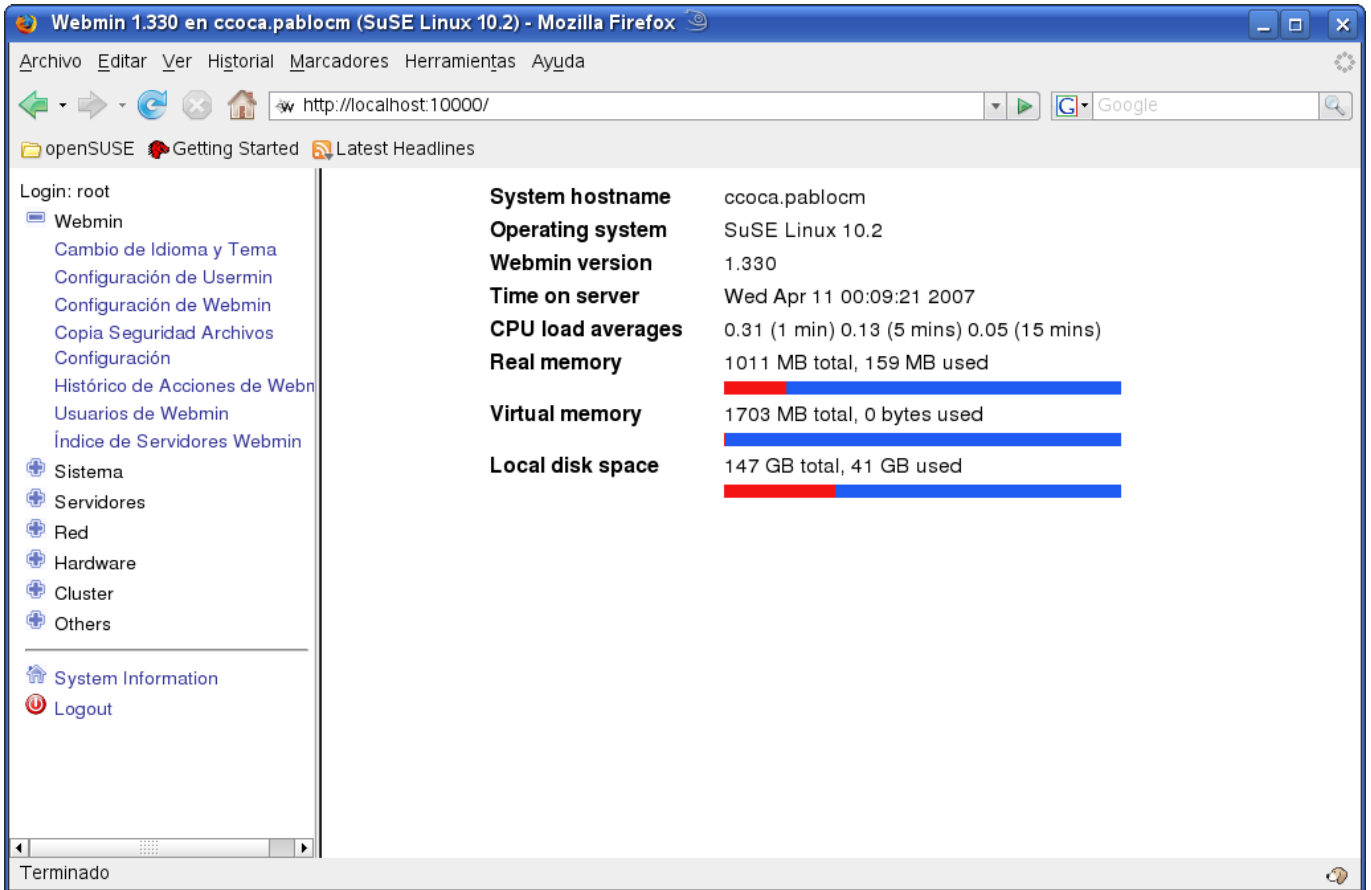 Webmin 1.330 en ccoca.pablocm (SuSE Linux 10.2) - Mozilla Firefox
Archivo Editar Ver Historial Marcadores Herramientas Ayuda
http://localhost:10000/
G Google
openSUSE Getting Started Latest Headlines
Login: root
Webmin
Cambio de Idioma y Tema
Configuración de Usermin
Configuración de Webmin
Copia Seguridad Archivos
Configuración
Histórico de Acciones de Webm
Usuarios de Webmin
Índice de Servidores Webmin
Sistema
Servidores
Red
Hardware
Cluster
Others
System Information
Logout
System hostname ccoca.pablocm
Operating system SuSE Linux 10.2
Webmin version 1.330
Time on server Wed Apr 11 00:09:21 2007
CPU load averages 0.31 (1 min) 0.13 (5 mins) 0.05 (15 mins)
Real memory 1011 MB total, 159 MB used
Virtual memory 1703 MB total, 0 bytes used
Local disk space 147 GB total, 41 GB used
Terminado